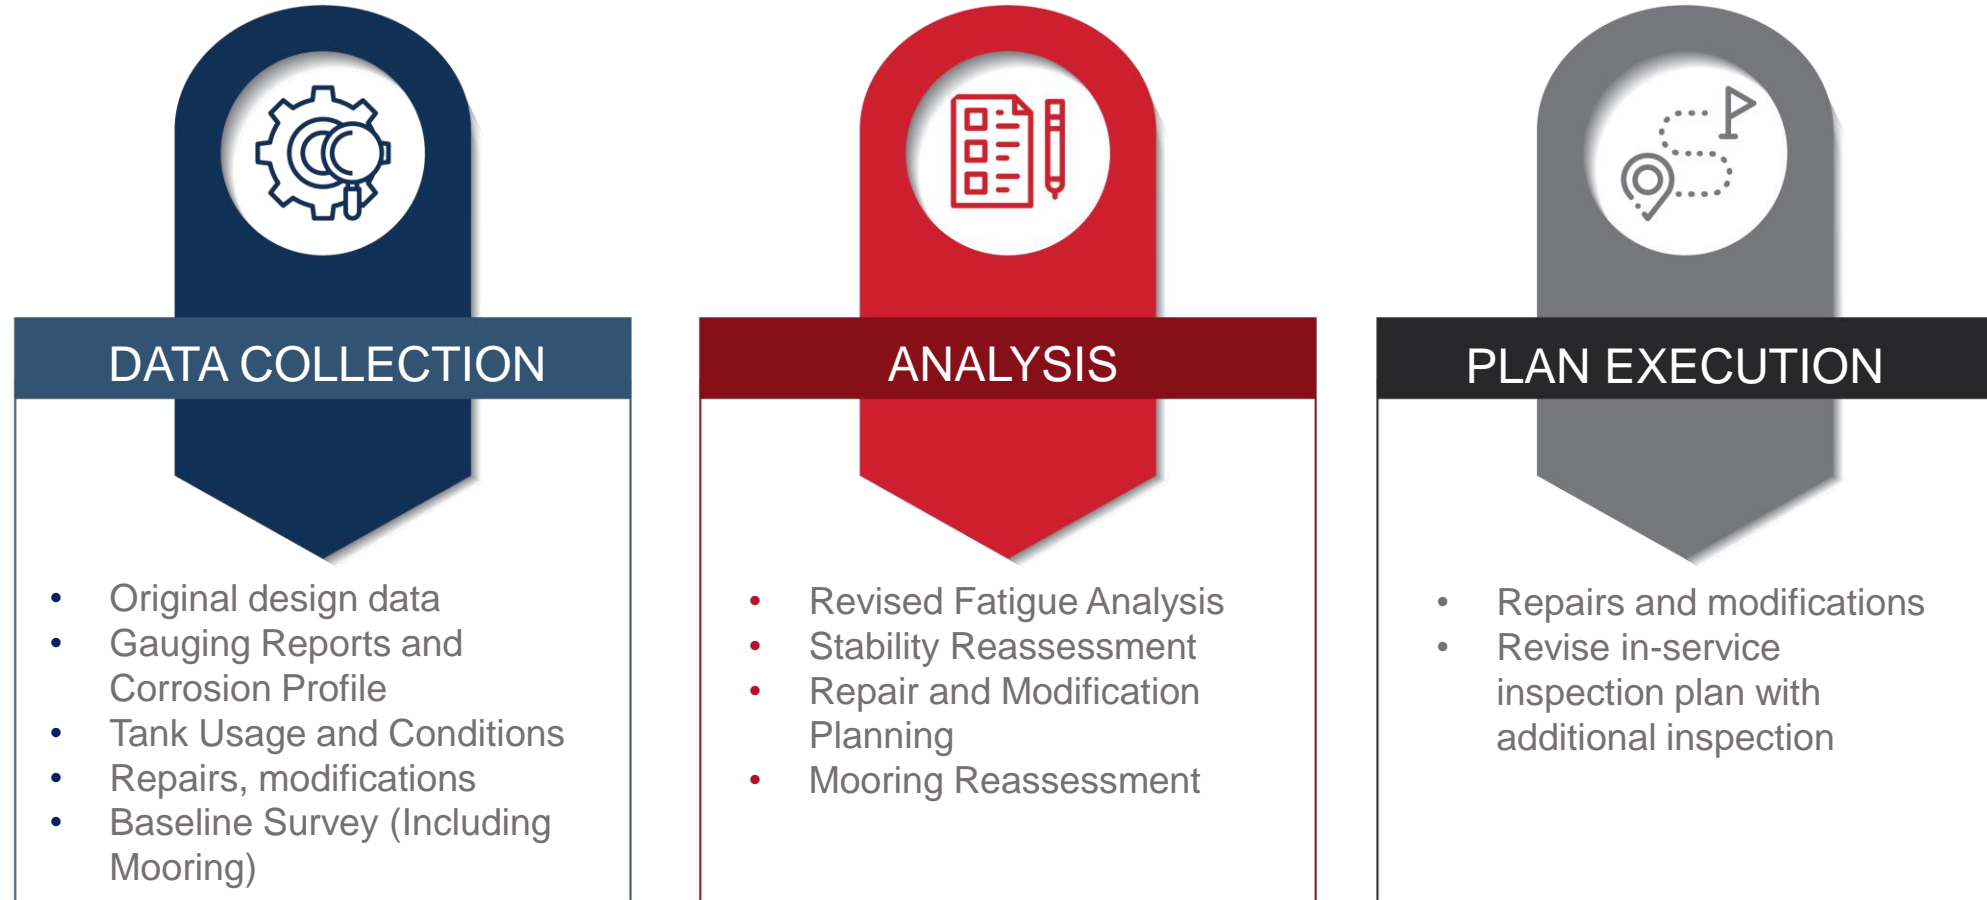 DATA COLLECTION
• Original design data
• Gauging Reports and
Corrosion Profile
• Tank Usage and Conditions
• Repairs, modifications
• Baseline Survey (Including
Mooring)
ANALYSIS
• Revised Fatigue Analysis
• Stability Reassessment
• Repair and Modification
Planning
• Mooring Reassessment
PLAN EXECUTION
• Repairs and modifications
• Revise in-service
inspection plan with
additional inspection